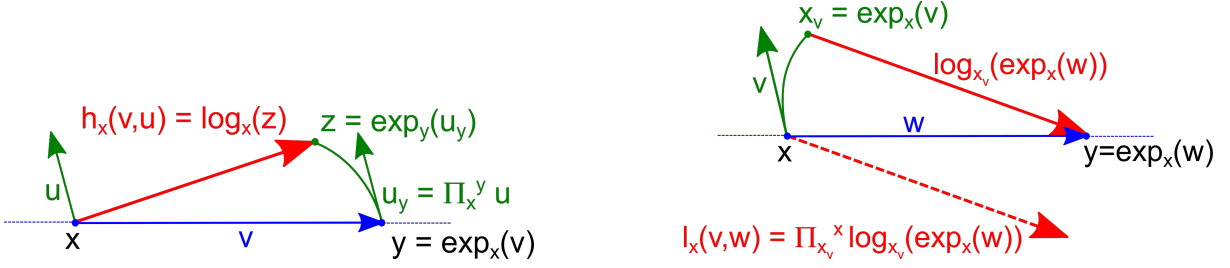 h_x(v,u) = log_x(z)
z = exp_y(u_y)
u
u_y = Π_x^y u
x
v
y = exp_x(v)
x_v = exp_x(v)
v
log_{x_v}(exp_x(w))
w
x
y=exp_x(w)
l_x(v,w) = Π_{x_v}^x log_{x_v}(exp_x(w))